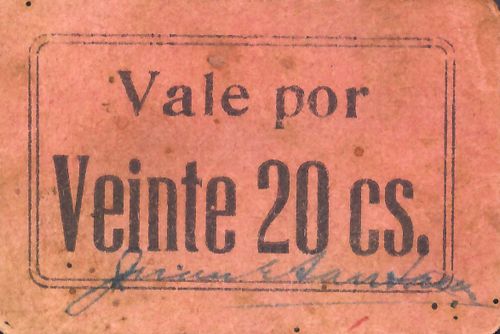 Vale por
Veinte 20 cs.